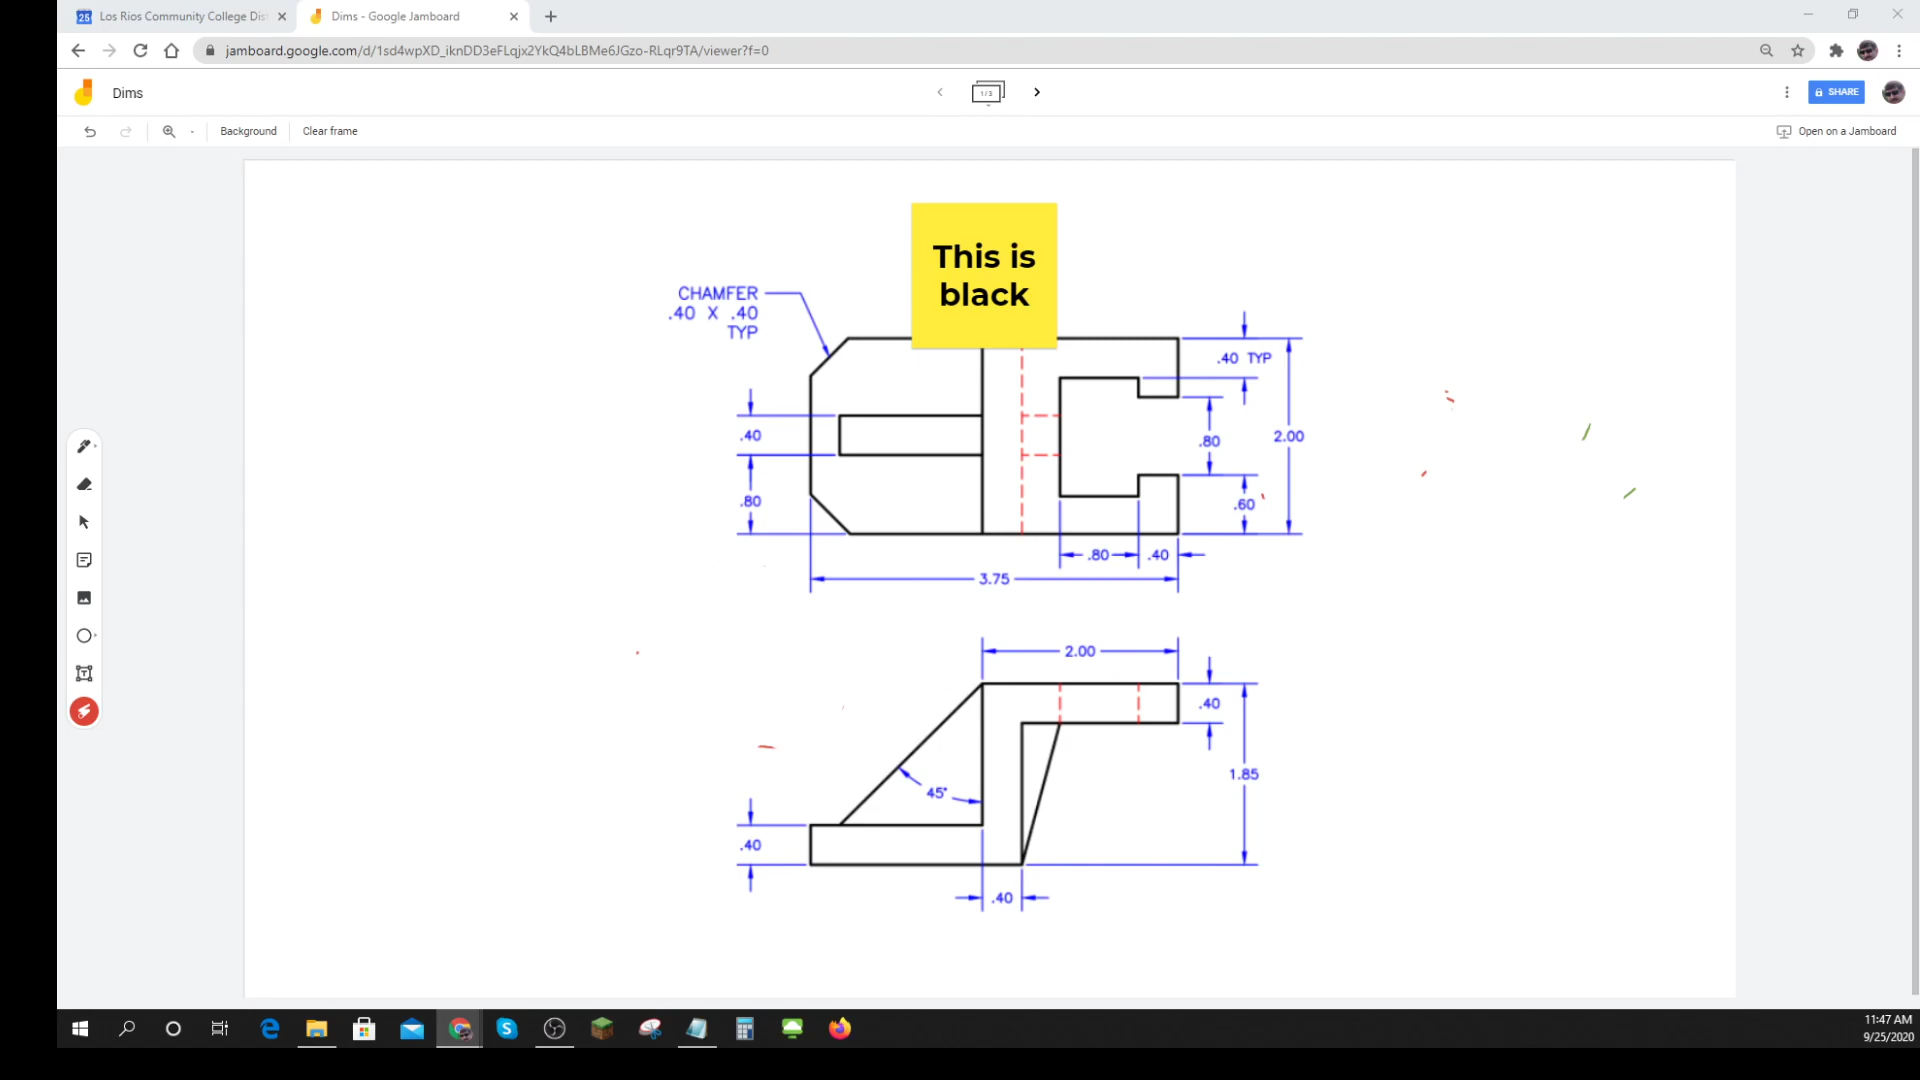 Los Rios Community College Dis
Dims - Google Jamboard
jamboard.google.com/d/1sd4wpXD_iknDD3eFLqjx2YkQ4bLBMe6JGzo-RLqr9TA/viewer?f=0
Dims
1/3
SHARE
Background
Clear frame
Open on a Jamboard
This is
black
CHAMFER
.40 X .40
TYP
.40 TYP
.40
.80
2.00
.80
.60
.80
.40
3.75
2.00
.40
45°
1.85
.40
.40
11:47 AM
9/25/2020